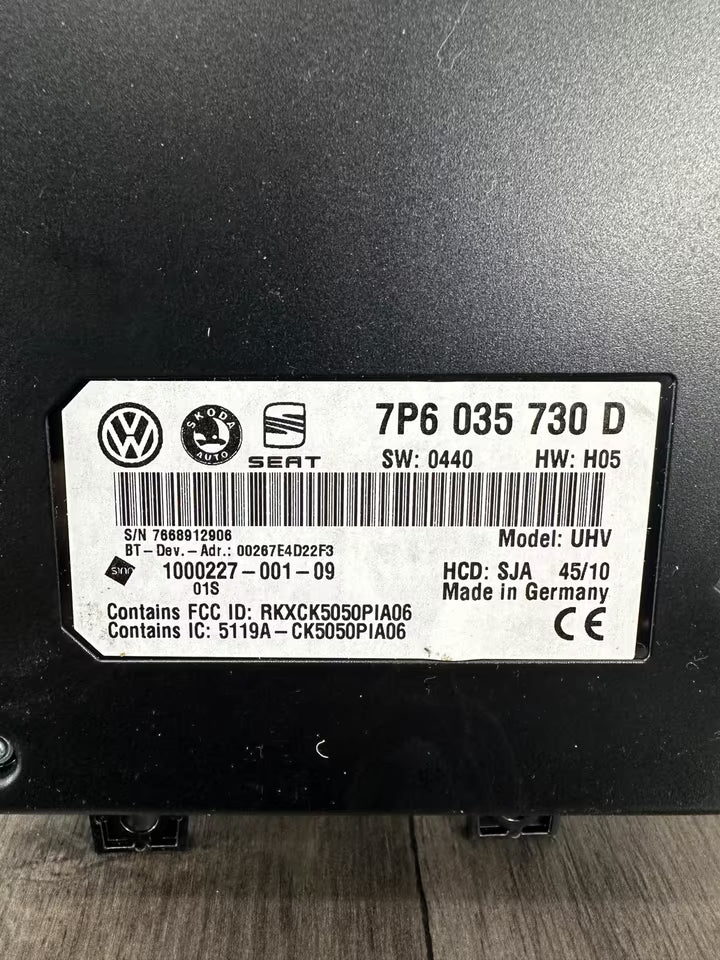 VW
SKODA
AUTO
SEAT
7P6 035 730 D
SW: 0440 HW: H05
S/N 7668912906
BT-Dev.-Adr.: 00267E4D22F3
Model: UHV
1000227-001-09
01S
HCD: SJA 45/10
Made in Germany
Contains FCC ID: RKXCK5050PIA06
Contains IC: 5119A-CK5050PIA06
CE